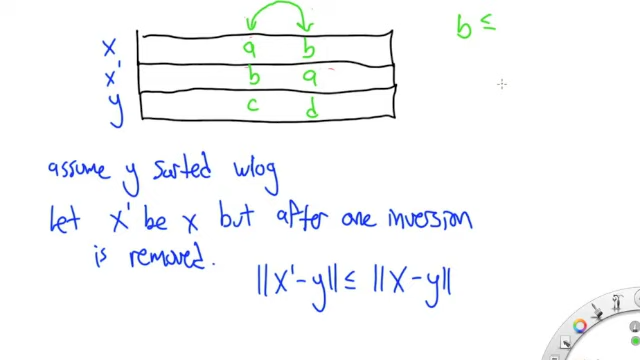 x a b
x' b a
y c d
b ≤
assume y sorted wlog
Let x' be x but after one inversion
is removed.
||x'-y|| ≤ ||x-y||